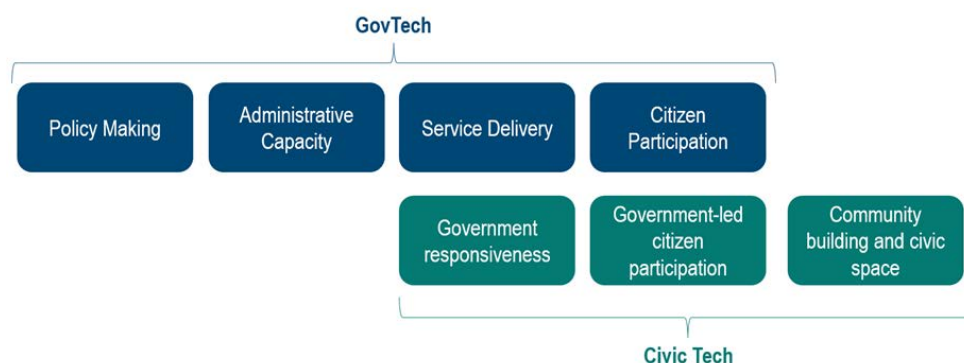 GovTech
Policy Making
Administrative
Capacity
Service Delivery
Citizen
Participation
Government
responsiveness
Government-led
citizen
participation
Community
building and civic
space
Civic Tech